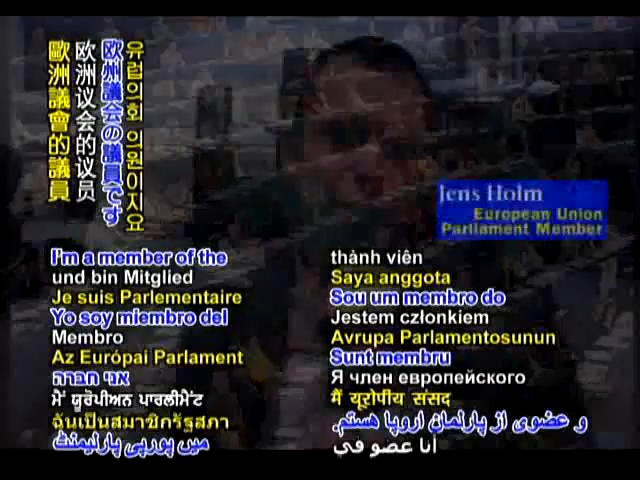 歐洲議會的議員
欧洲议会的议员
欧州議会の議員です
유럽의회 의원이지요
Jens Holm
European Union
Parliament Member
I'm a member of the
und bin Mitglied
Je suis Parlementaire
Yo soy miembro del
Membro
Az Európai Parlament
אני חברה
ਮੈਂ ਯੂਰੋਪੀਅਨ ਪਾਰਲੀਮੈਂਟ
ฉันเป็นสมาชิกรัฐสภา
میں یورپی پارلیمنٹ
thành viên
Saya anggota
Sou um membro do
Jestem członkiem
Avrupa Parlamentosunun
Sunt membru
Я член европейского
मैं यूरोपीय संसद
و عضوی از پارلمان اروپا هستم.
أنا عضو في